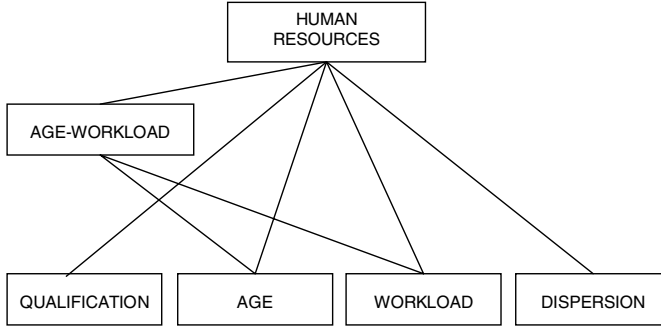 HUMAN
RESOURCES
AGE-WORKLOAD
QUALIFICATION
AGE
WORKLOAD
DISPERSION